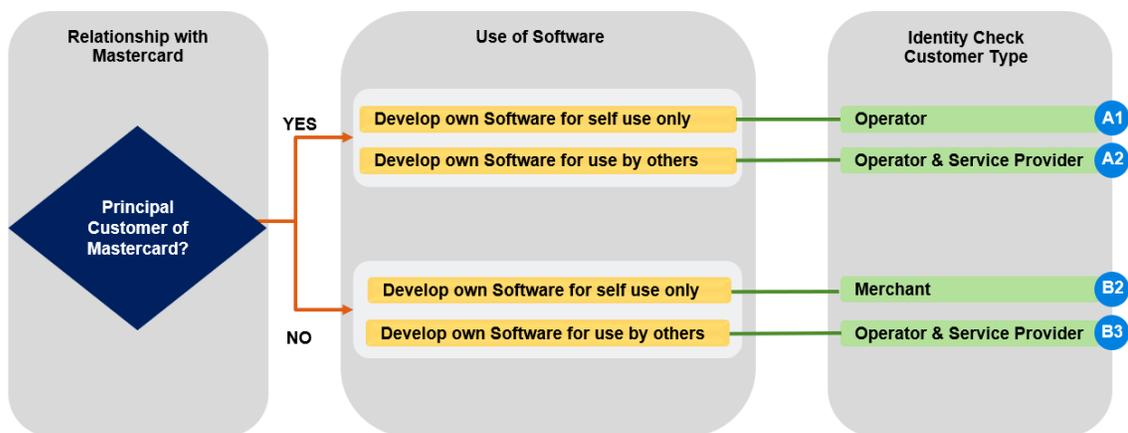 Relationship with
Mastercard
Use of Software
Identity Check
Customer Type
Principal
Customer of
Mastercard?
YES
Develop own Software for self use only
Operator
A1
Develop own Software for use by others
Operator & Service Provider
A2
NO
Develop own Software for self use only
Merchant
B2
Develop own Software for use by others
Operator & Service Provider
B3